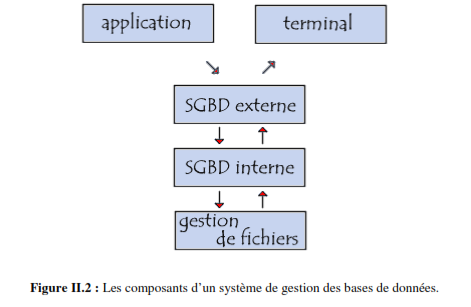 application
terminal
SGBD externe
SGBD interne
gestion
de fichiers
Figure II.2 : Les composants d'un système de gestion des bases de données.